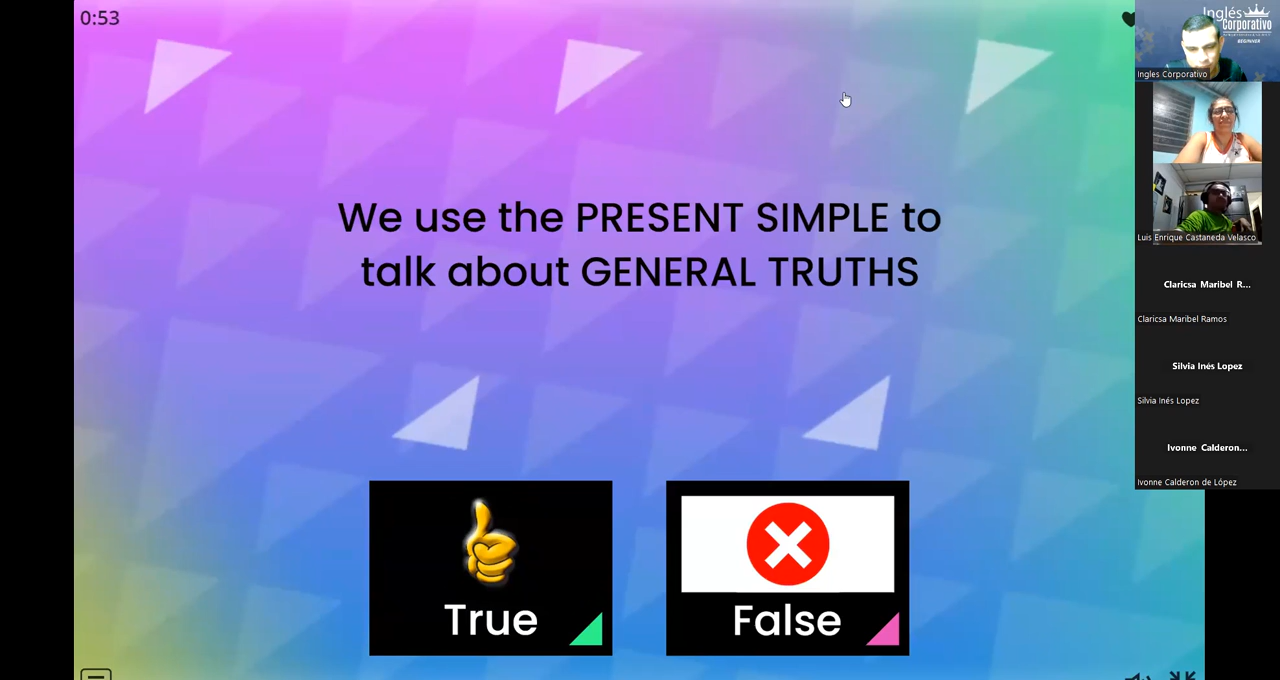 0:53
We use the PRESENT SIMPLE to
talk about GENERAL TRUTHS
True
False
Inglés
Corporativo
BEGINNER
Ingles Corporativo
Luis Enrique Castaneda Velasco
Claricsa Maribel R...
Claricsa Maribel Ramos
Silvia Inés Lopez
Silvia Inés Lopez
Ivonne Calderon...
Ivonne Calderon de López